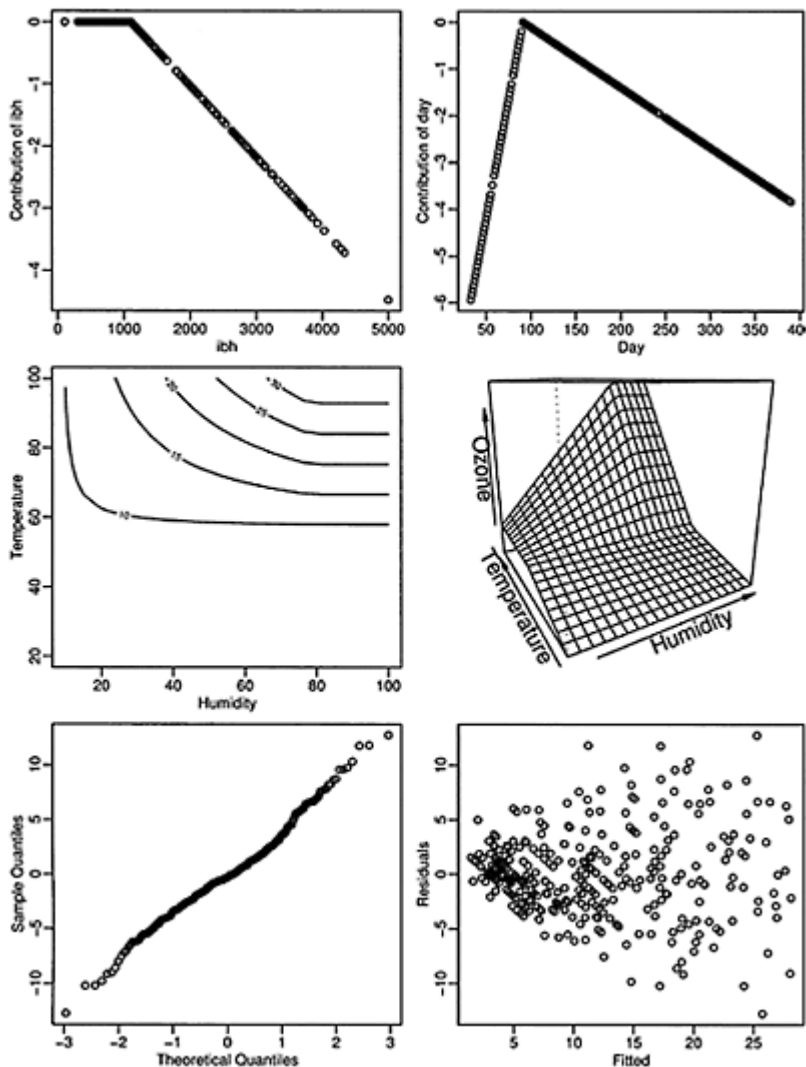 Contribution of ibh
0
-1
-2
-3
-4
0 1000 2000 3000 4000 5000
ibh
Contribution of day
0
-1
-2
-3
-4
-5
-6
50 100 150 200 250 300 350 400
Day
Temperature
100
80
60
40
20
10
15
20
25
30
20 40 60 80 100
Humidity
Ozone
Temperature
Humidity
Sample Quantiles
10
5
0
-5
-10
-3 -2 -1 0 1 2 3
Theoretical Quantiles
Residuals
10
5
0
-5
-10
5 10 15 20 25
Fitted